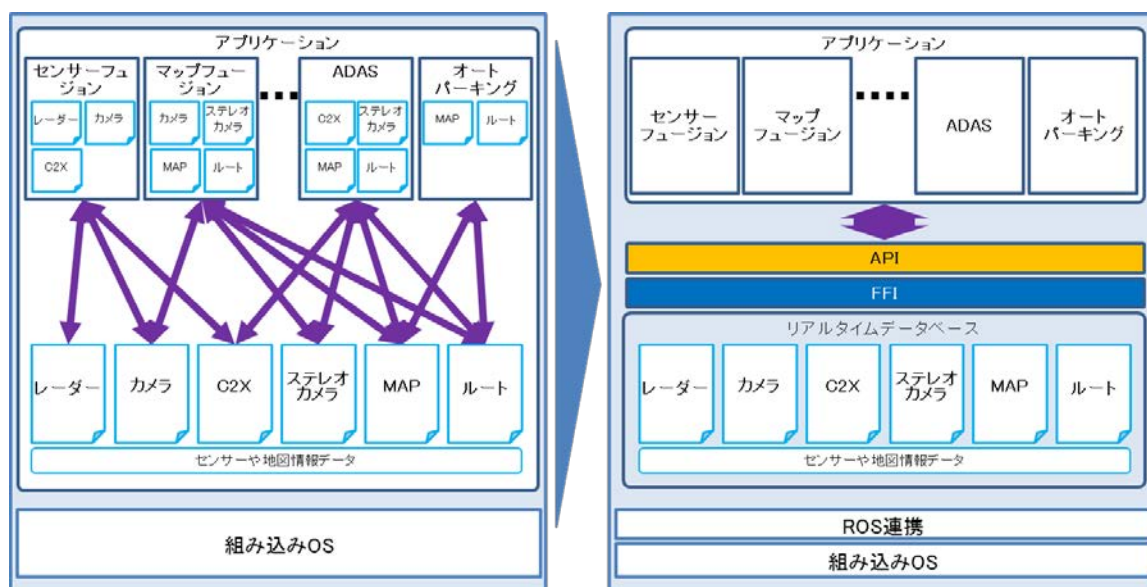 アプリケーション
センサーフュ
ージョン
マップフュー
ジョン
ADAS
オート
パーキング
レーダー
カメラ
C2X
カメラ
ステレオ
カメラ
MAP
ルート
C2X
ステレオ
カメラ
MAP
ルート
MAP
ルート
レーダー
カメラ
C2X
ステレオ
カメラ
MAP
ルート
センサーや地図情報データ
組み込みOS
アプリケーション
センサー
フュージョン
マップ
フュージョン
ADAS
オート
パーキング
API
FFI
リアルタイムデータベース
レーダー
カメラ
C2X
ステレオ
カメラ
MAP
ルート
センサーや地図情報データ
ROS連携
組み込みOS